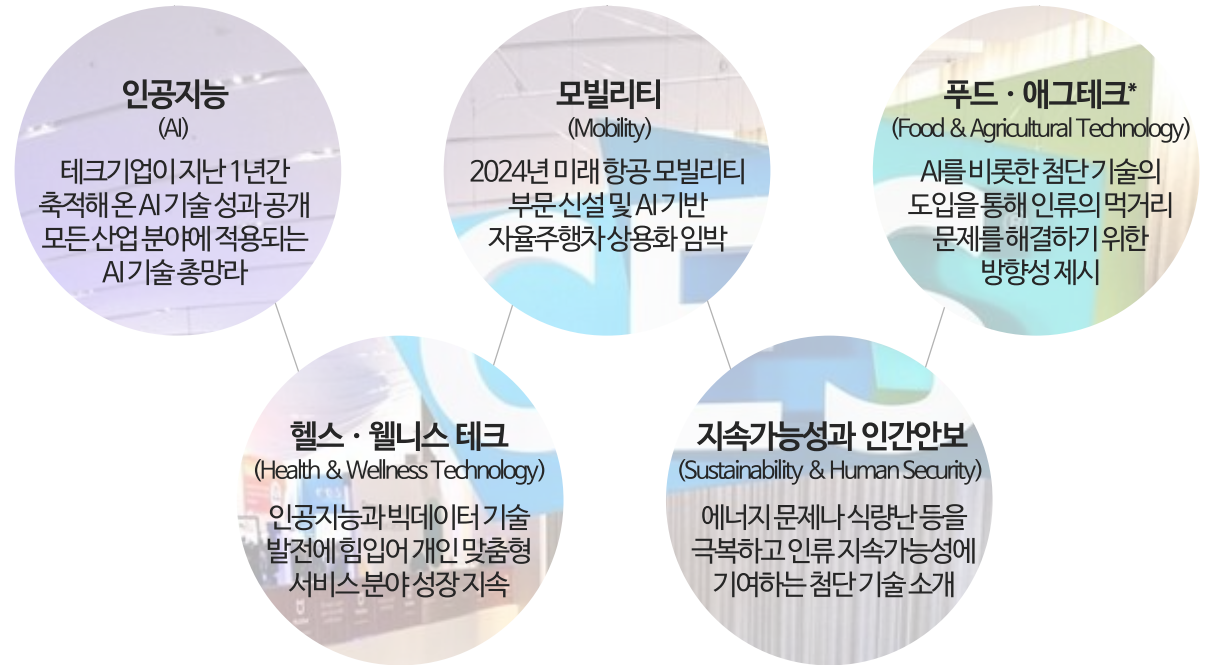 인공지능
(AI)
테크기업이 지난 1년간
축적해 온 AI 기술 성과 공개
모든 산업 분야에 적용되는
AI 기술 총망라
모빌리티
(Mobility)
2024년 미래 항공 모빌리티
부문 신설 및 AI 기반
자율주행차 상용화 임박
푸드 · 애그테크*
(Food & Agricultural Technology)
AI를 비롯한 첨단 기술의
도입을 통해 인류의 먹거리
문제를 해결하기 위한
방향성 제시
헬스 · 웰니스 테크
(Health & Wellness Technology)
인공지능과 빅데이터 기술
발전에 힘입어 개인 맞춤형
서비스 분야 성장 지속
지속가능성과 인간안보
(Sustainability & Human Security)
에너지 문제나 식량난 등을
극복하고 인류 지속가능성에
기여하는 첨단 기술 소개